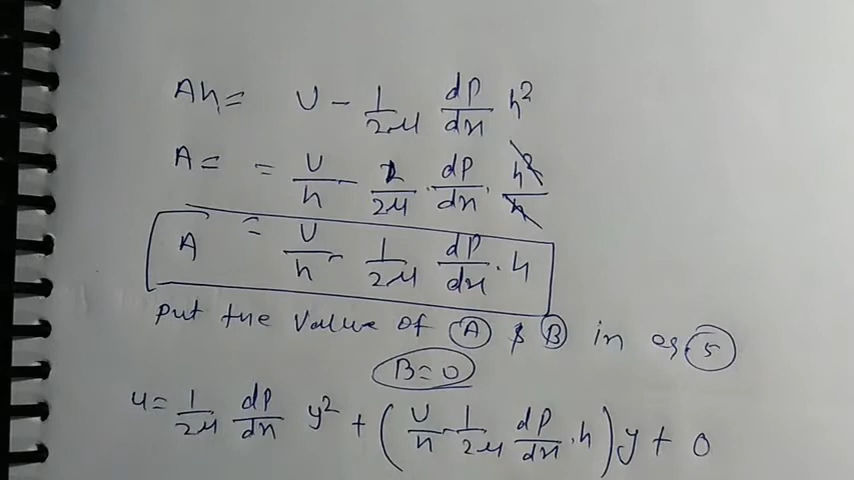 Ah = U - 1/2μ dP/dx h²
A = = U/h - 1/2μ · dP/dx · h²/h
A = U/h - 1/2μ dP/dx · h
Put the Value of A & B in eq. 5
B=0
u = 1/2μ dP/dx y² + (U/h - 1/2μ dP/dx · h) y + 0